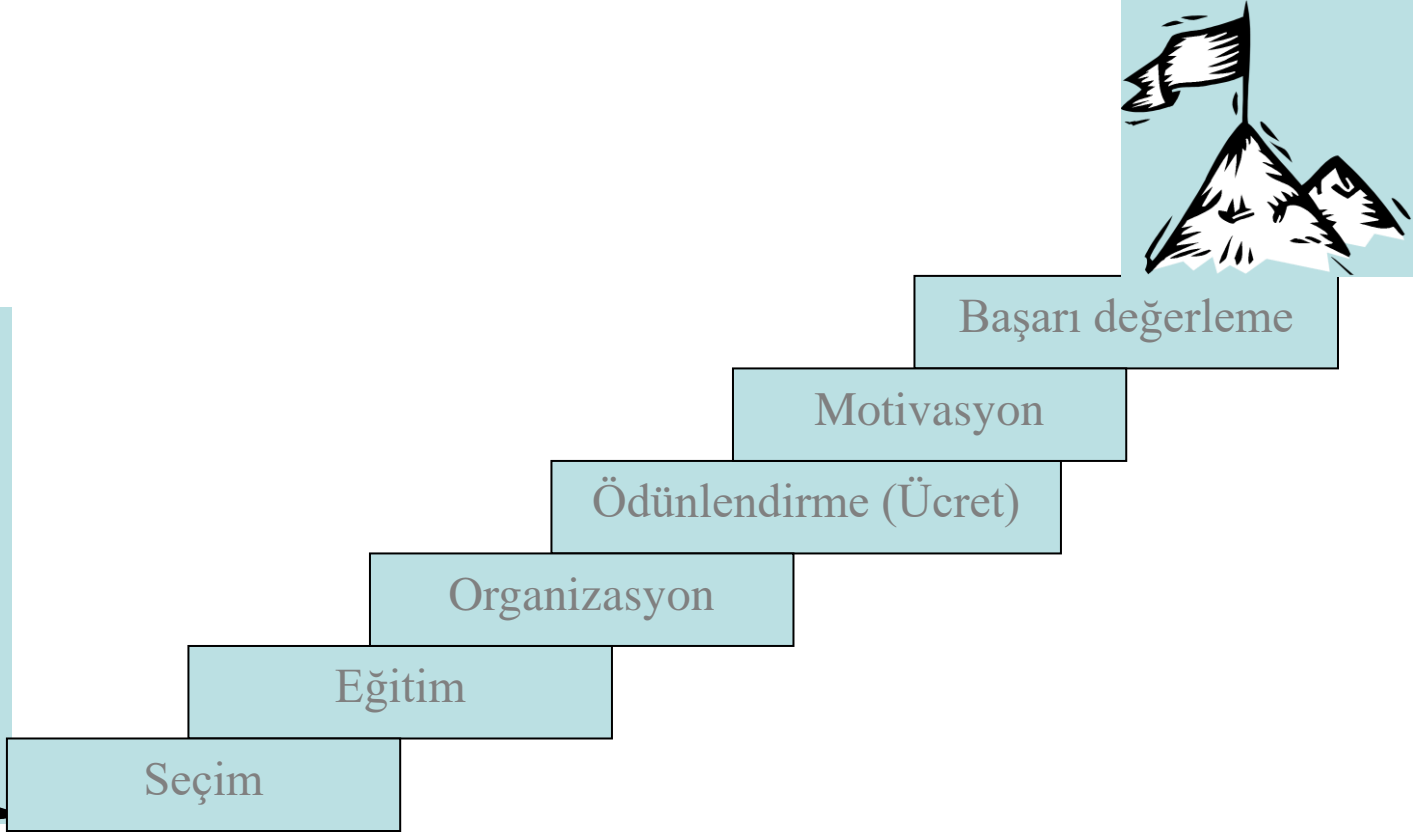 Başarı değerleme
Motivasyon
Ödünlendirme (Ücret)
Organizasyon
Eğitim
Seçim